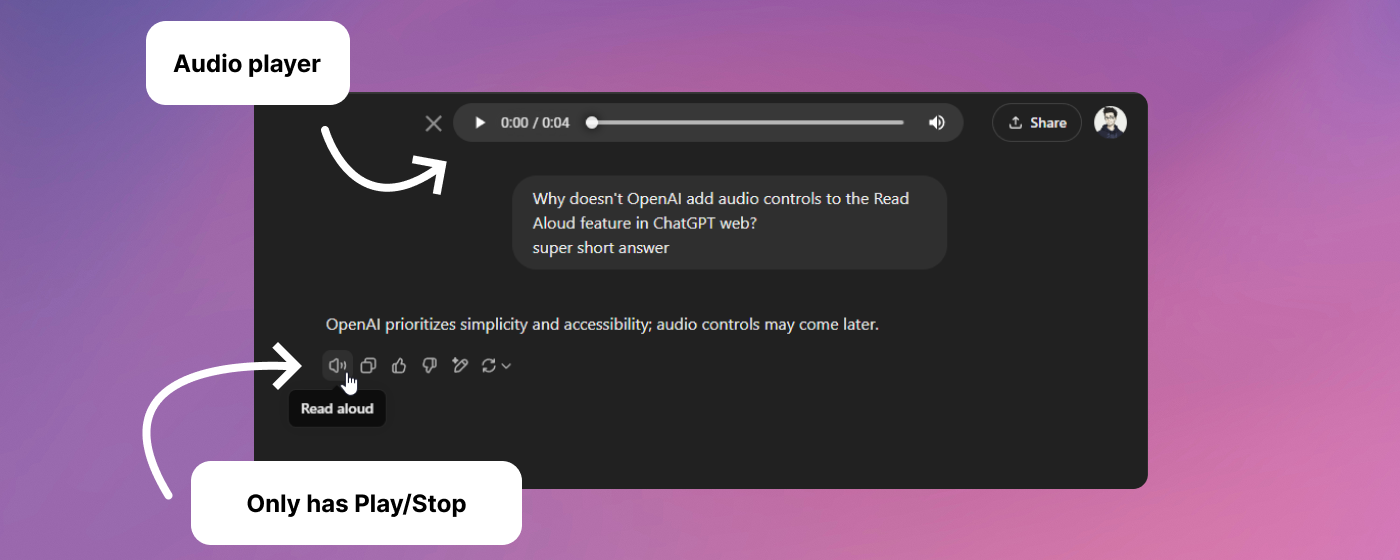 Audio player
0:00 / 0:04
Share
Why doesn't OpenAI add audio controls to the Read
Aloud feature in ChatGPT web?
super short answer
OpenAI prioritizes simplicity and accessibility; audio controls may come later.
Read aloud
Only has Play/Stop